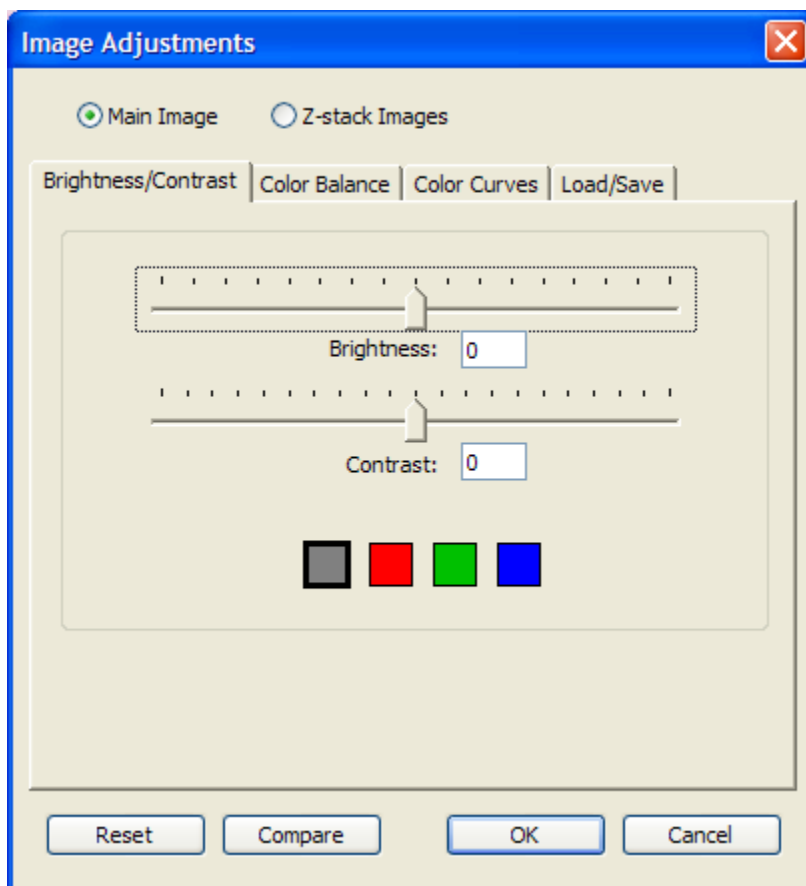 Image Adjustments
Main Image Z-stack Images
Brightness/Contrast Color Balance Color Curves Load/Save
Brightness: 0
Contrast: 0
Reset Compare OK Cancel